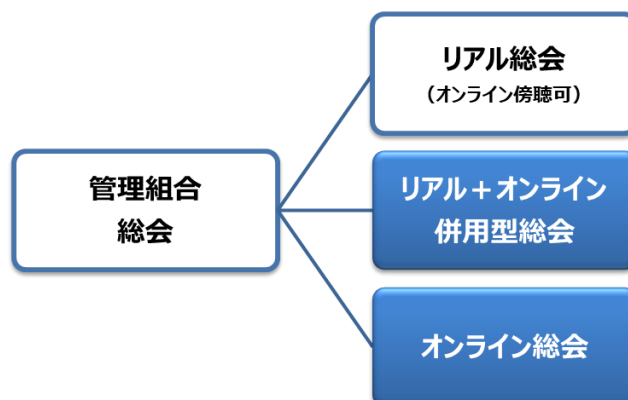 管理組合
総会
リアル総会
（オンライン傍聴可）
リアル＋オンライン
併用型総会
オンライン総会